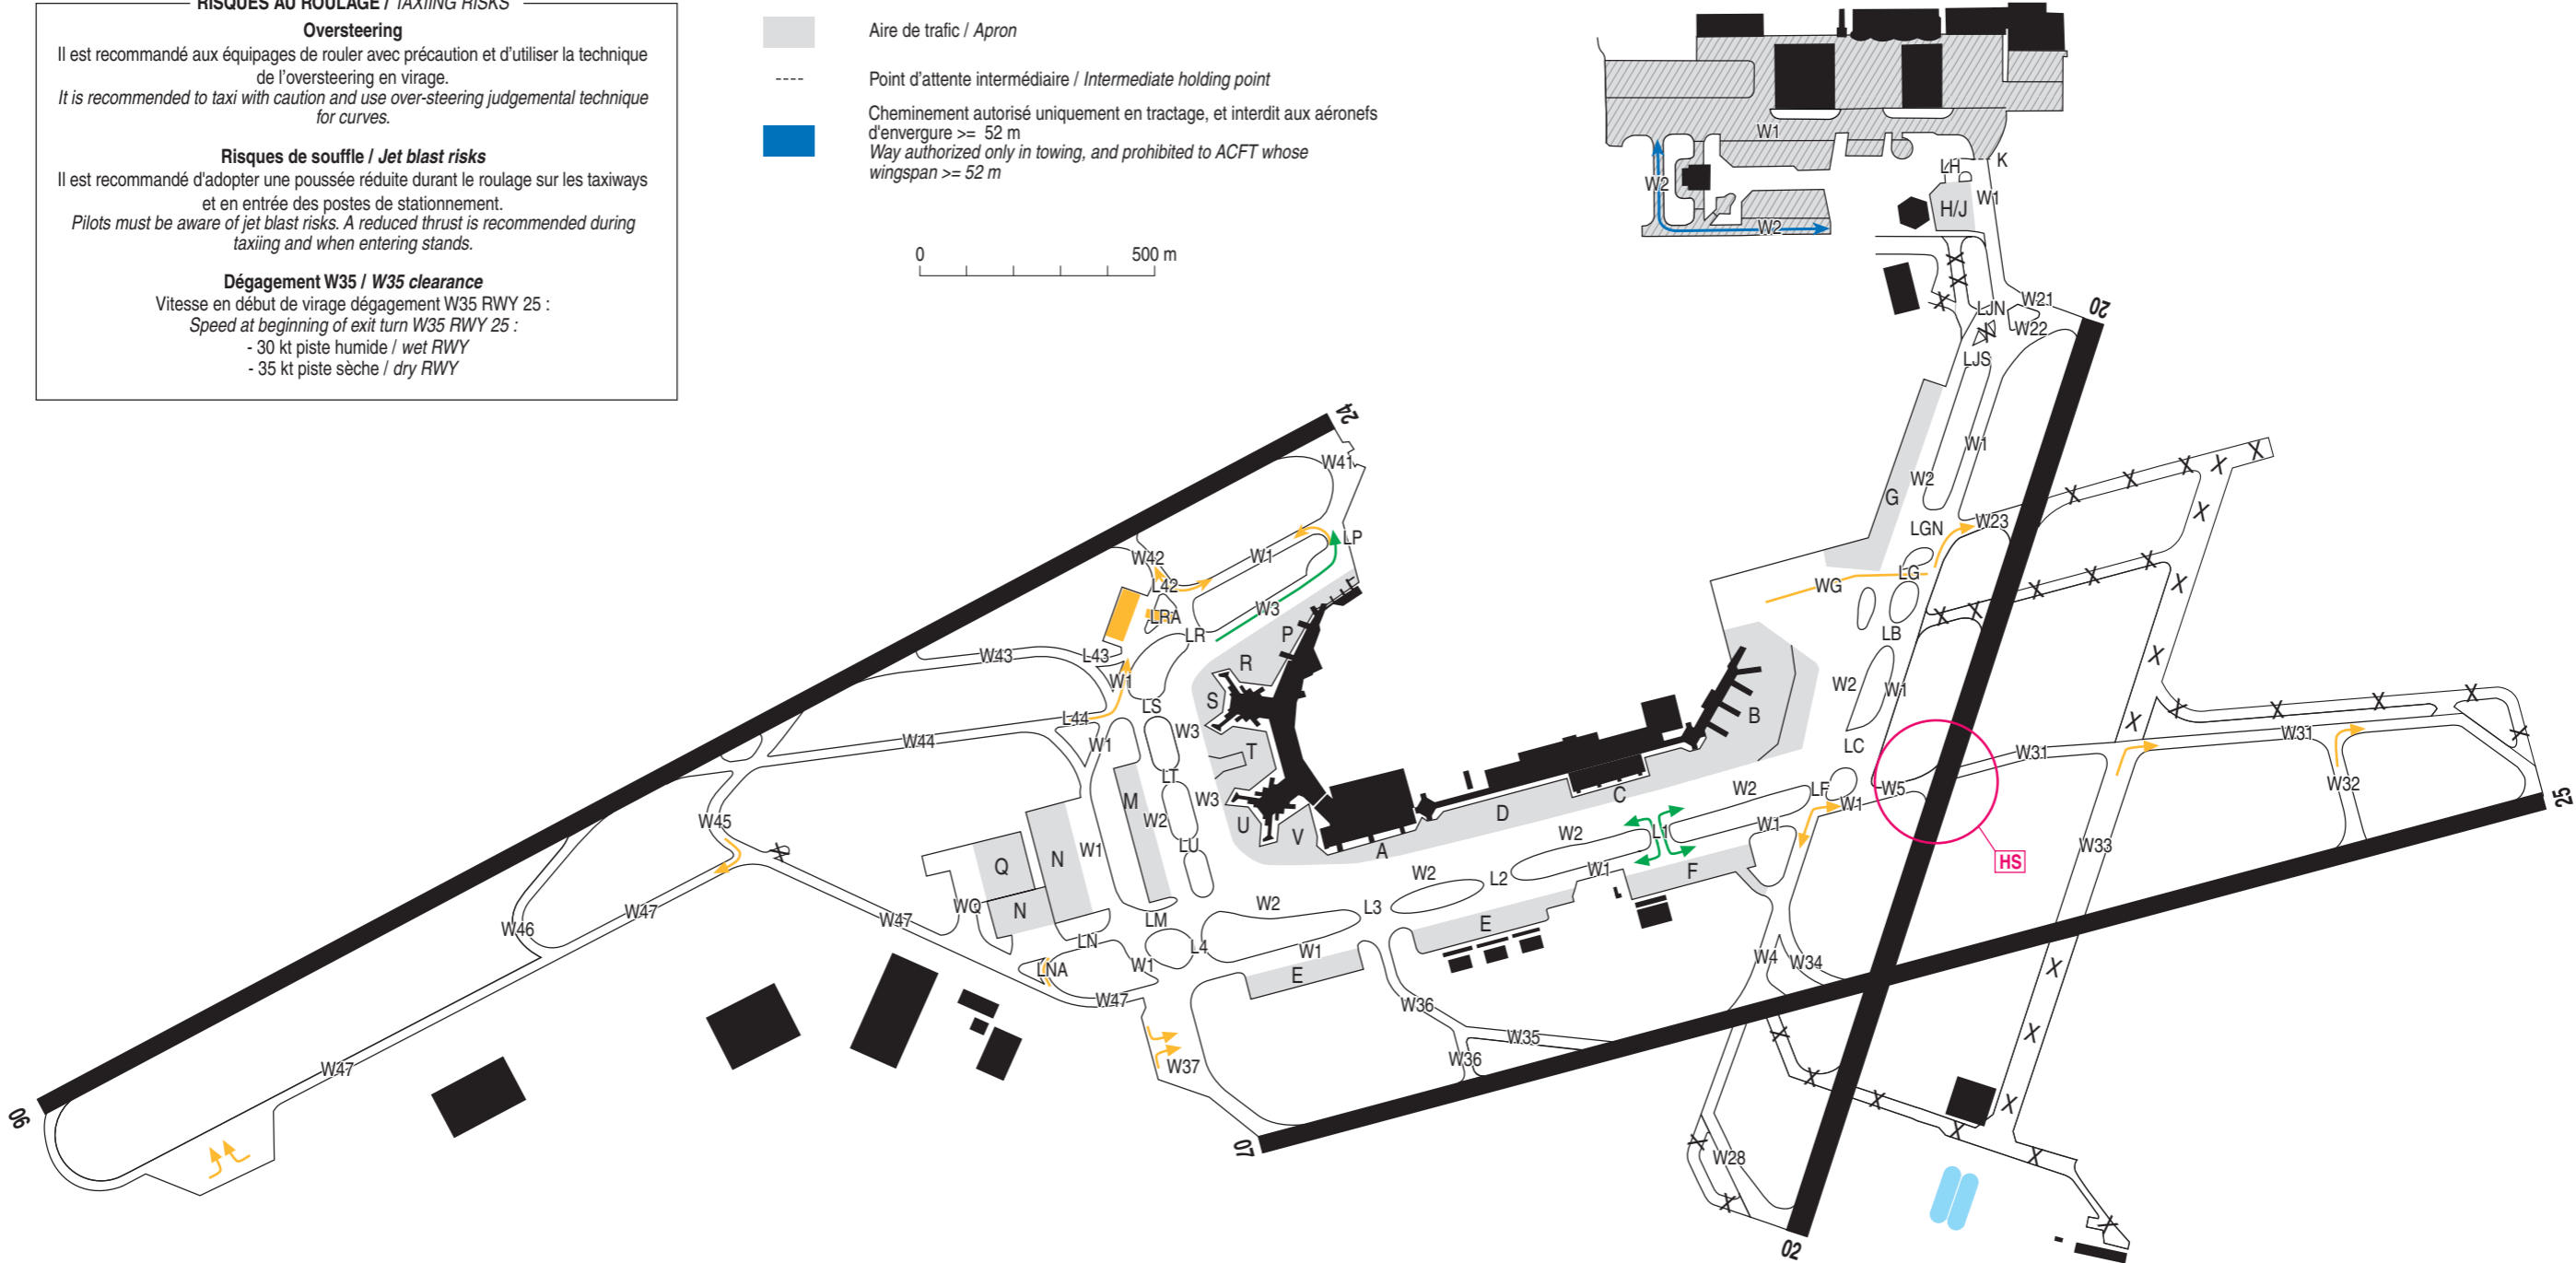 RISQUES AU ROULAGE / TAXIING RISKS
Oversteering
Il est recommandé aux équipages de rouler avec précaution et d'utiliser la technique
de l'oversteering en virage.
It is recommended to taxi with caution and use over-steering judgemental technique
for curves.
Risques de souffle / Jet blast risks
Il est recommandé d'adopter une poussée réduite durant le roulage sur les taxiways
et en entrée des postes de stationnement.
Pilots must be aware of jet blast risks. A reduced thrust is recommended during
taxiing and when entering stands.
Dégagement W35 / W35 clearance
Vitesse en début de virage dégagement W35 RWY 25 :
Speed at beginning of exit turn W35 RWY 25 :
- 30 kt piste humide / wet RWY
- 35 kt piste sèche / dry RWY
Aire de trafic / Apron
Point d'attente intermédiaire / Intermediate holding point
Cheminement autorisé uniquement en tractage, et interdit aux aéronefs
d'envergure >= 52 m
Way authorized only in towing, and prohibited to ACFT whose
wingspan >= 52 m
0 500 m
W1
K
LH
W2
W1
H/J
W2
LJN
W21
20
W22
LJS
24
W1
W41
W2
G
LGN
W23
LP
W42
W1
L42
LG
WG
W3
LRA
LR
P
LB
W43
L43
R
W1
W2
W1
S
LS
L44
B
W3
W44
W1
LC
W31
W31
T
LT
W5
W32
LF
W2
25
M
W3
C
W1
D
W2
W45
U
V
L1
W1
W2
LU
A
W33
HS
W1
N
Q
W2
W1
F
L2
WQ
N
W2
L3
E
W47
W47
LM
W46
LN
L4
W1
W4
W34
W1
LNA
E
W47
W36
W35
W36
W37
W47
06
07
W28
02